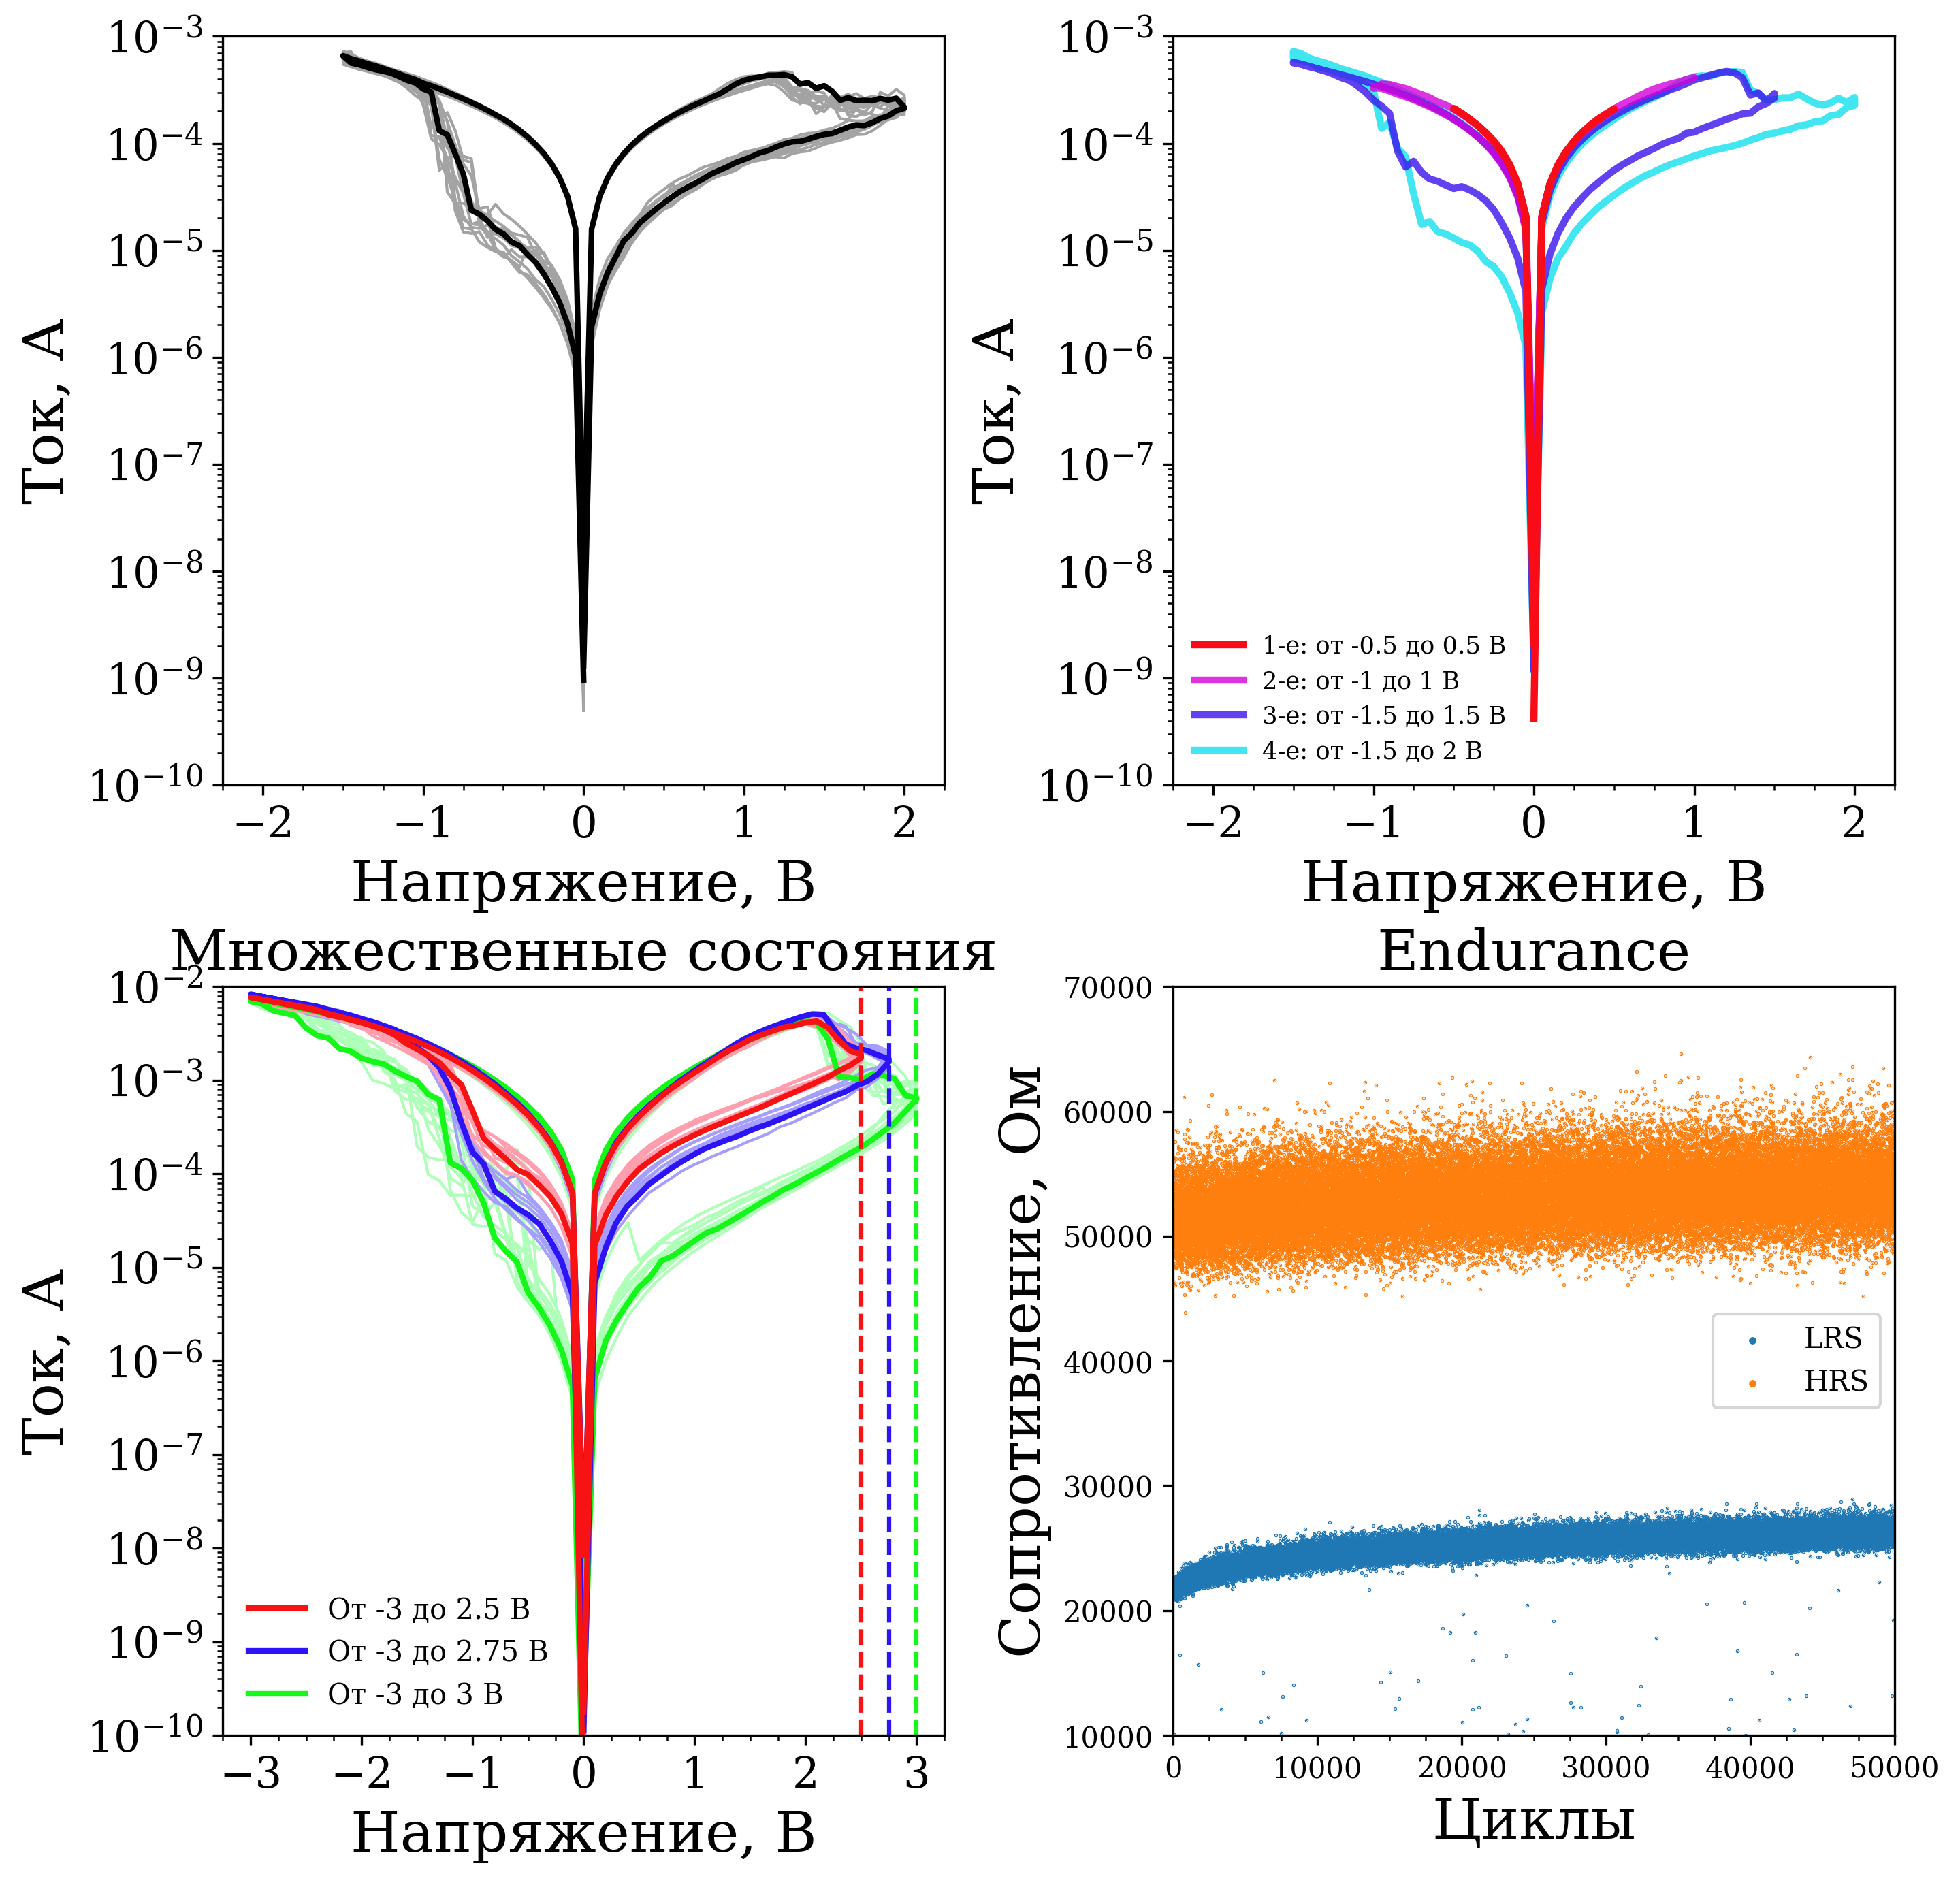 10⁻³
10⁻⁴
10⁻⁵
10⁻⁶
10⁻⁷
10⁻⁸
10⁻⁹
10⁻¹⁰
Ток, А
−2 −1 0 1 2
Напряжение, В
10⁻³
10⁻⁴
10⁻⁵
10⁻⁶
10⁻⁷
10⁻⁸
10⁻⁹
10⁻¹⁰
Ток, А
1-е: от -0.5 до 0.5 В
2-е: от -1 до 1 В
3-е: от -1.5 до 1.5 В
4-е: от -1.5 до 2 В
−2 −1 0 1 2
Напряжение, В
Множественные состояния
10⁻²
10⁻³
10⁻⁴
10⁻⁵
10⁻⁶
10⁻⁷
10⁻⁸
10⁻⁹
10⁻¹⁰
Ток, А
От -3 до 2.5 В
От -3 до 2.75 В
От -3 до 3 В
−3 −2 −1 0 1 2 3
Напряжение, В
Endurance
70000
60000
50000
40000
30000
20000
10000
Сопротивление, Ом
LRS
HRS
0 10000 20000 30000 40000 50000
Циклы